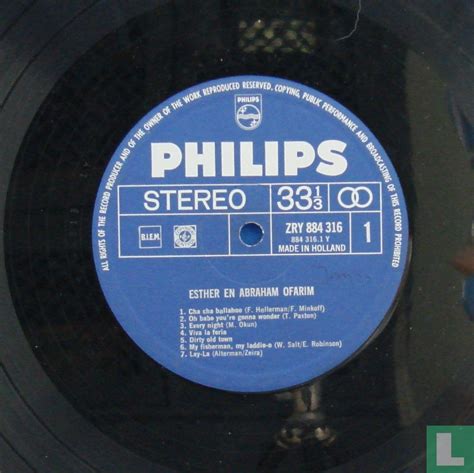 ALL RIGHTS OF THE RECORD PRODUCER AND OF THE OWNER OF THE WORK REPRODUCED RESERVED. COPYING, PUBLIC PERFORMANCE AND BROADCASTING OF THIS RECORD PROHIBITED
PHILIPS
PHILIPS
STEREO 33 1/3
B.I.E.M. ZRY 884 316 1
884 316.1 Y
MADE IN HOLLAND
ESTHER EN ABRAHAM OFARIM
1. Cha cha ballahoo (F. Hollerman/F. Minkoff)
2. Oh babe you've gonna wonder (T. Paxton)
3. Every night (M. Okun)
4. Viva la feria
5. Dirty old town
6. My fisherman, my laddie-o (W. Salt/E. Robinson)
7. Lay-La (Alterman/Zeira)
catawiki